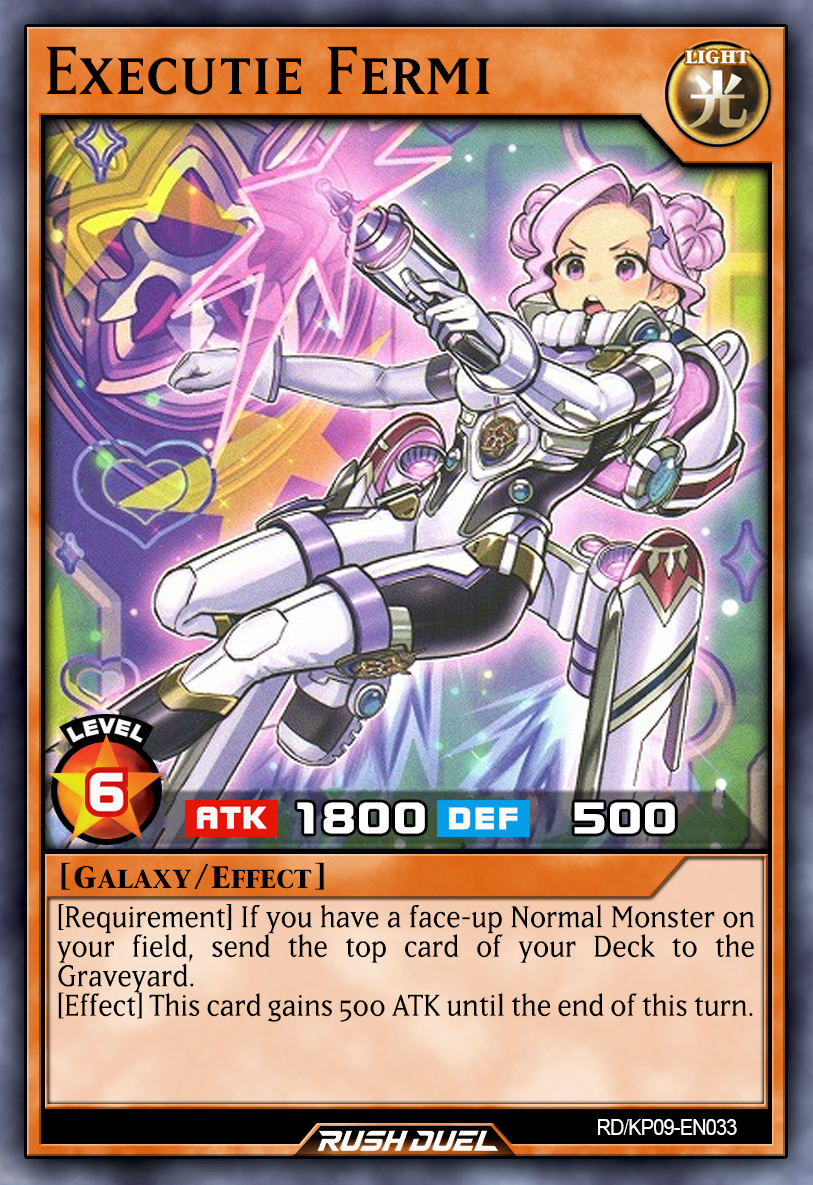 Executie Fermi
LIGHT
光
LEVEL
6
ATK 1800 DEF 500
[Galaxy/Effect]
[Requirement] If you have a face-up Normal Monster on
your field, send the top card of your Deck to the
Graveyard.
[Effect] This card gains 500 ATK until the end of this turn.
RUSH DUEL
RD/KP09-EN033